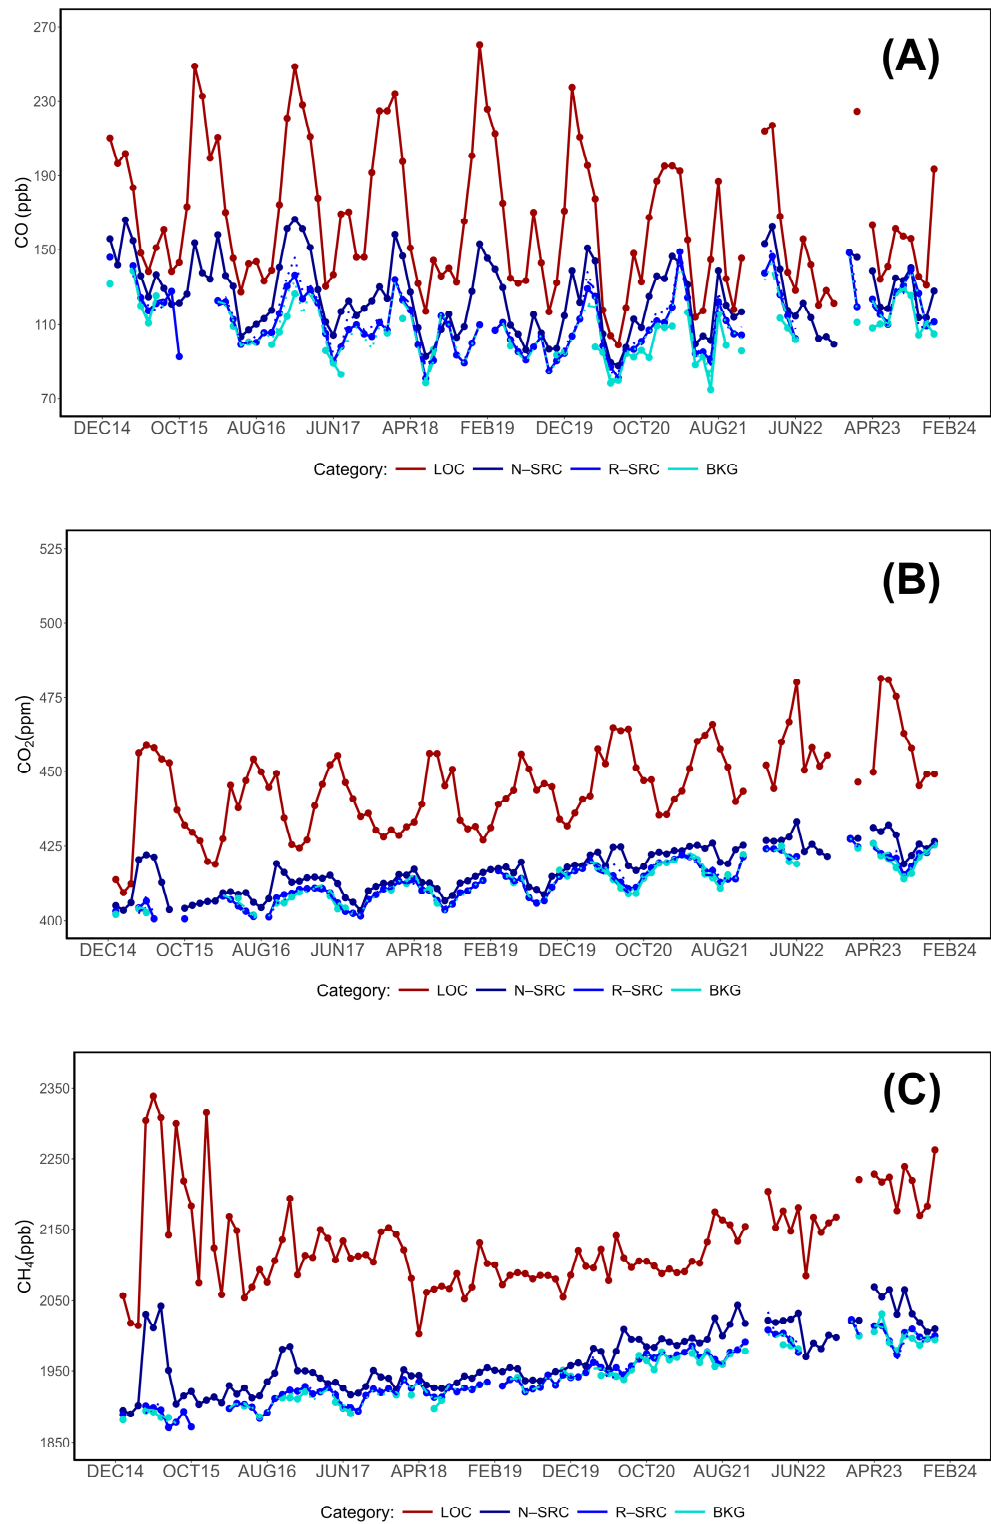 (A)
270
230
190
150
110
70
CO (ppb)
DEC14 OCT15 AUG16 JUN17 APR18 FEB19 DEC19 OCT20 AUG21 JUN22 APR23 FEB24
Category: LOC N–SRC R–SRC BKG
(B)
525
500
475
450
425
400
CO₂(ppm)
DEC14 OCT15 AUG16 JUN17 APR18 FEB19 DEC19 OCT20 AUG21 JUN22 APR23 FEB24
Category: LOC N–SRC R–SRC BKG
(C)
2350
2250
2150
2050
1950
1850
CH₄(ppb)
DEC14 OCT15 AUG16 JUN17 APR18 FEB19 DEC19 OCT20 AUG21 JUN22 APR23 FEB24
Category: LOC N–SRC R–SRC BKG